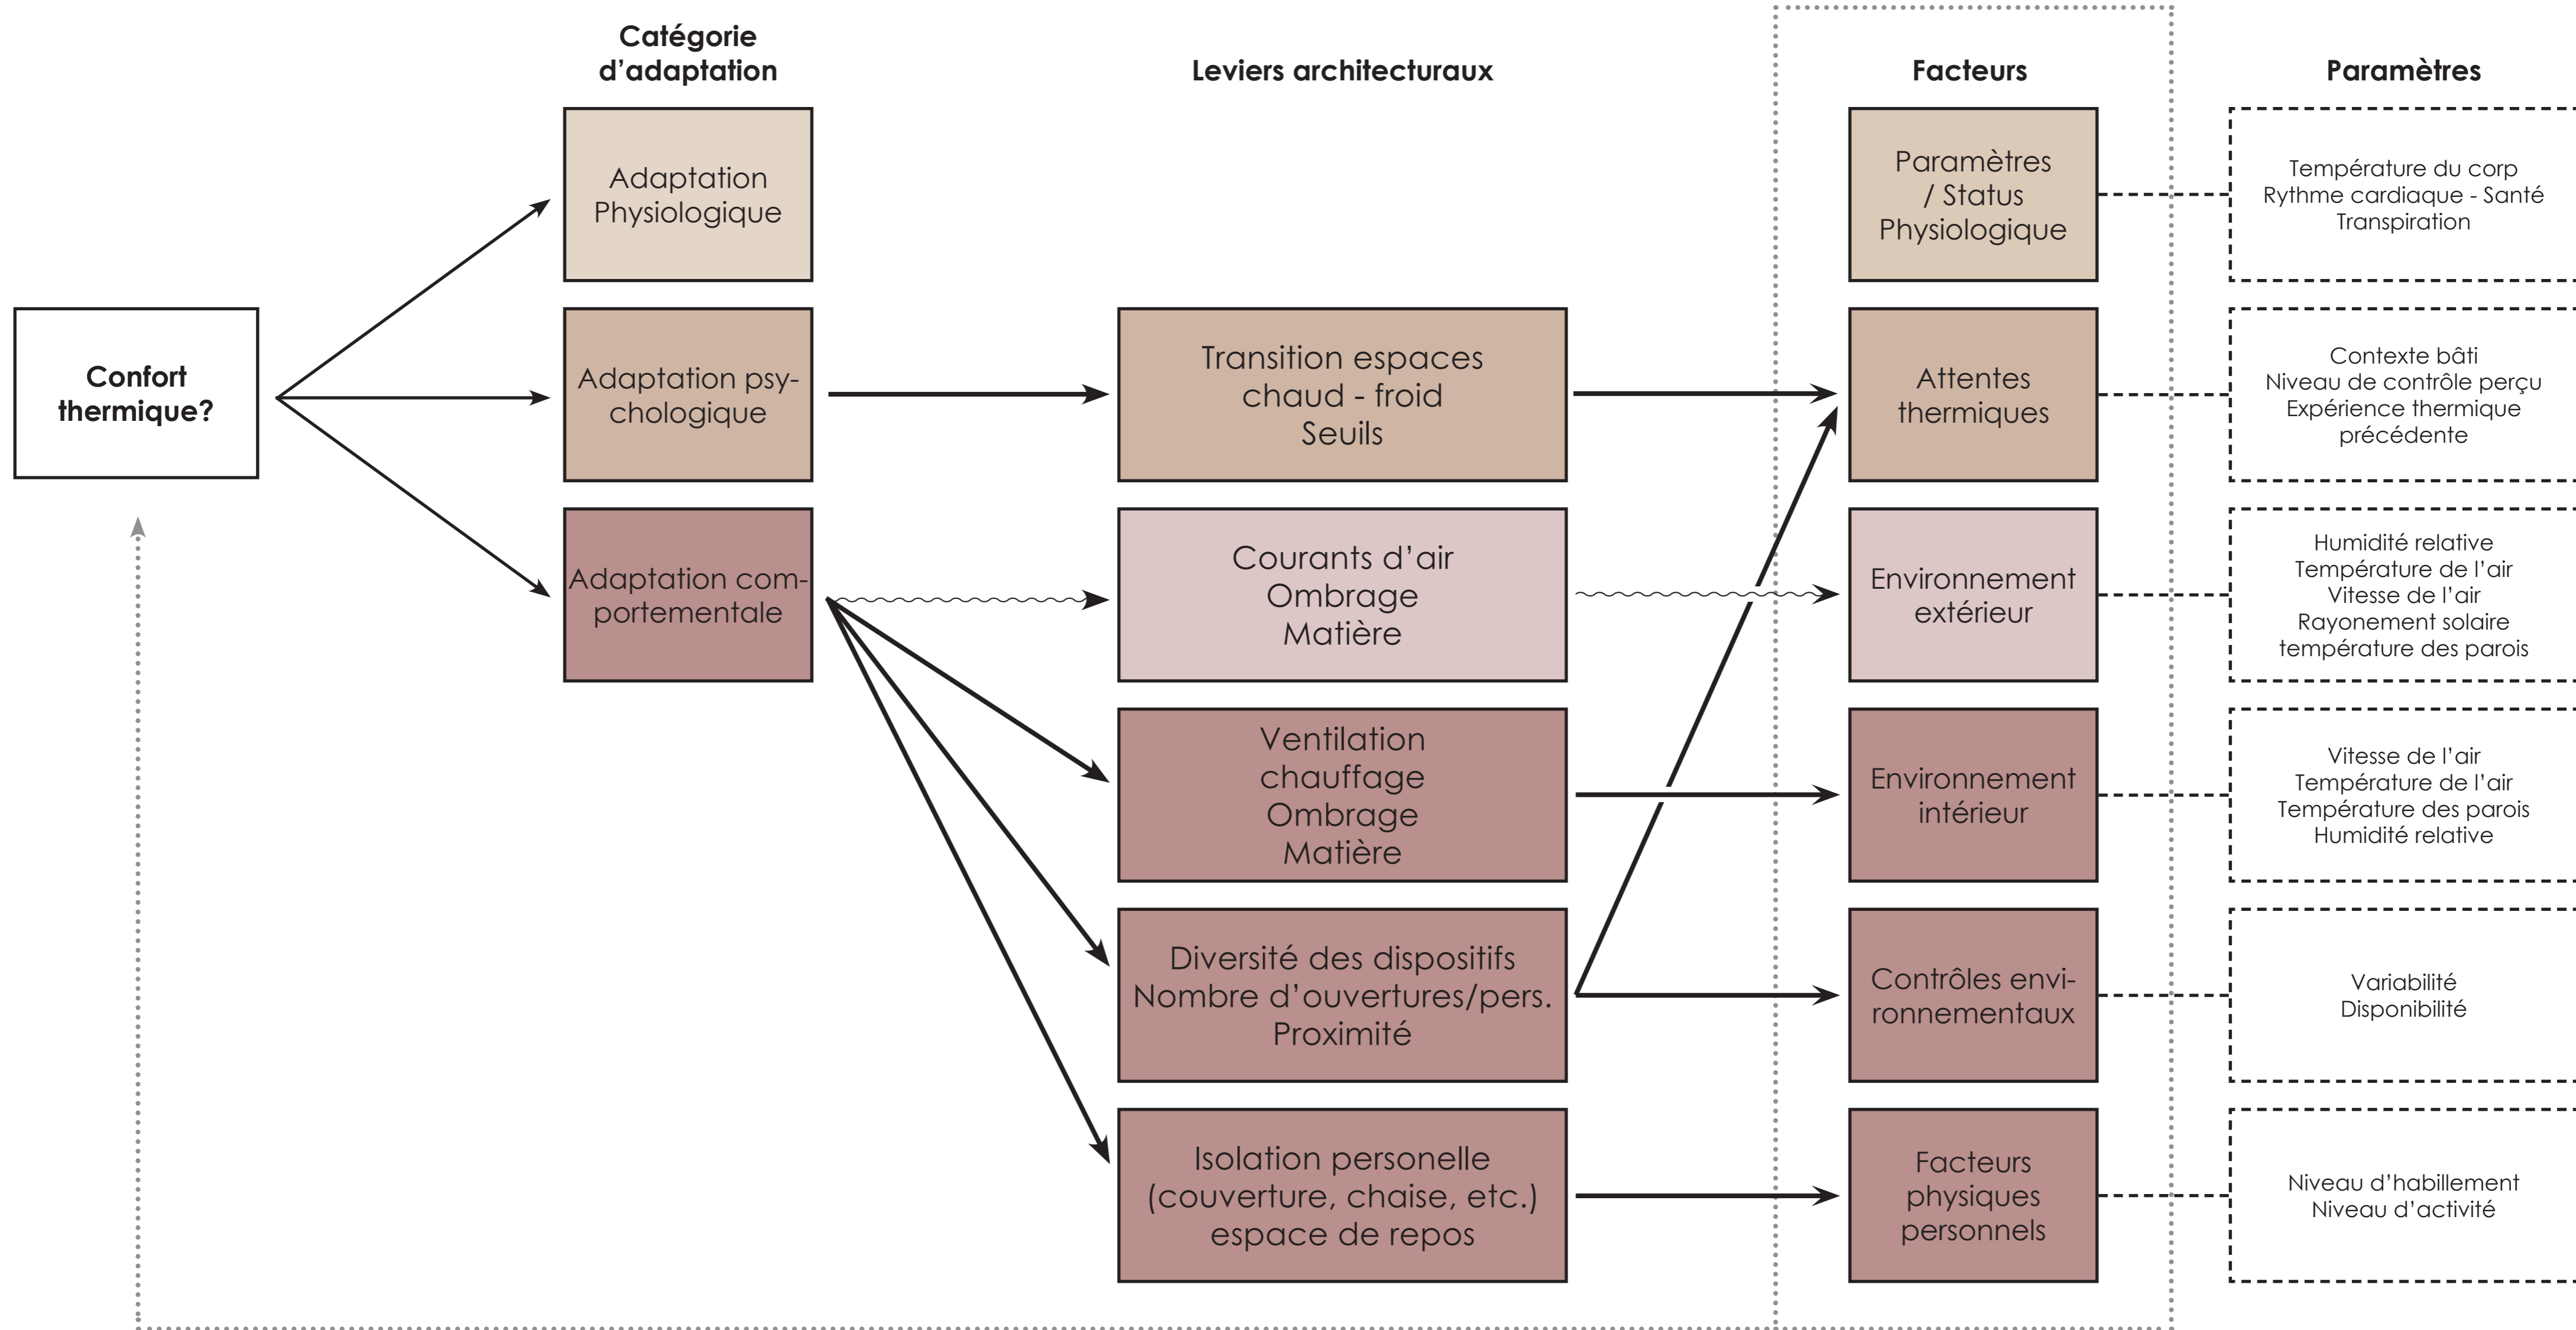 Catégorie
d'adaptation
Leviers architecturaux
Facteurs
Paramètres
Confort
thermique?
Adaptation
Physiologique
Adaptation psy-
chologique
Adaptation com-
portementale
Transition espaces
chaud - froid
Seuils
Courants d'air
Ombrage
Matière
Ventilation
chauffage
Ombrage
Matière
Diversité des dispositifs
Nombre d'ouvertures/pers.
Proximité
Isolation personelle
(couverture, chaise, etc.)
espace de repos
Paramètres
/ Status
Physiologique
Attentes
thermiques
Environnement
extérieur
Environnement
intérieur
Contrôles envi-
ronnementaux
Facteurs
physiques
personnels
Température du corp
Rythme cardiaque - Santé
Transpiration
Contexte bâti
Niveau de contrôle perçu
Expérience thermique
précédente
Humidité relative
Température de l'air
Vitesse de l'air
Rayonement solaire
température des parois
Vitesse de l'air
Température de l'air
Température des parois
Humidité relative
Variabilité
Disponibilité
Niveau d'habillement
Niveau d'activité